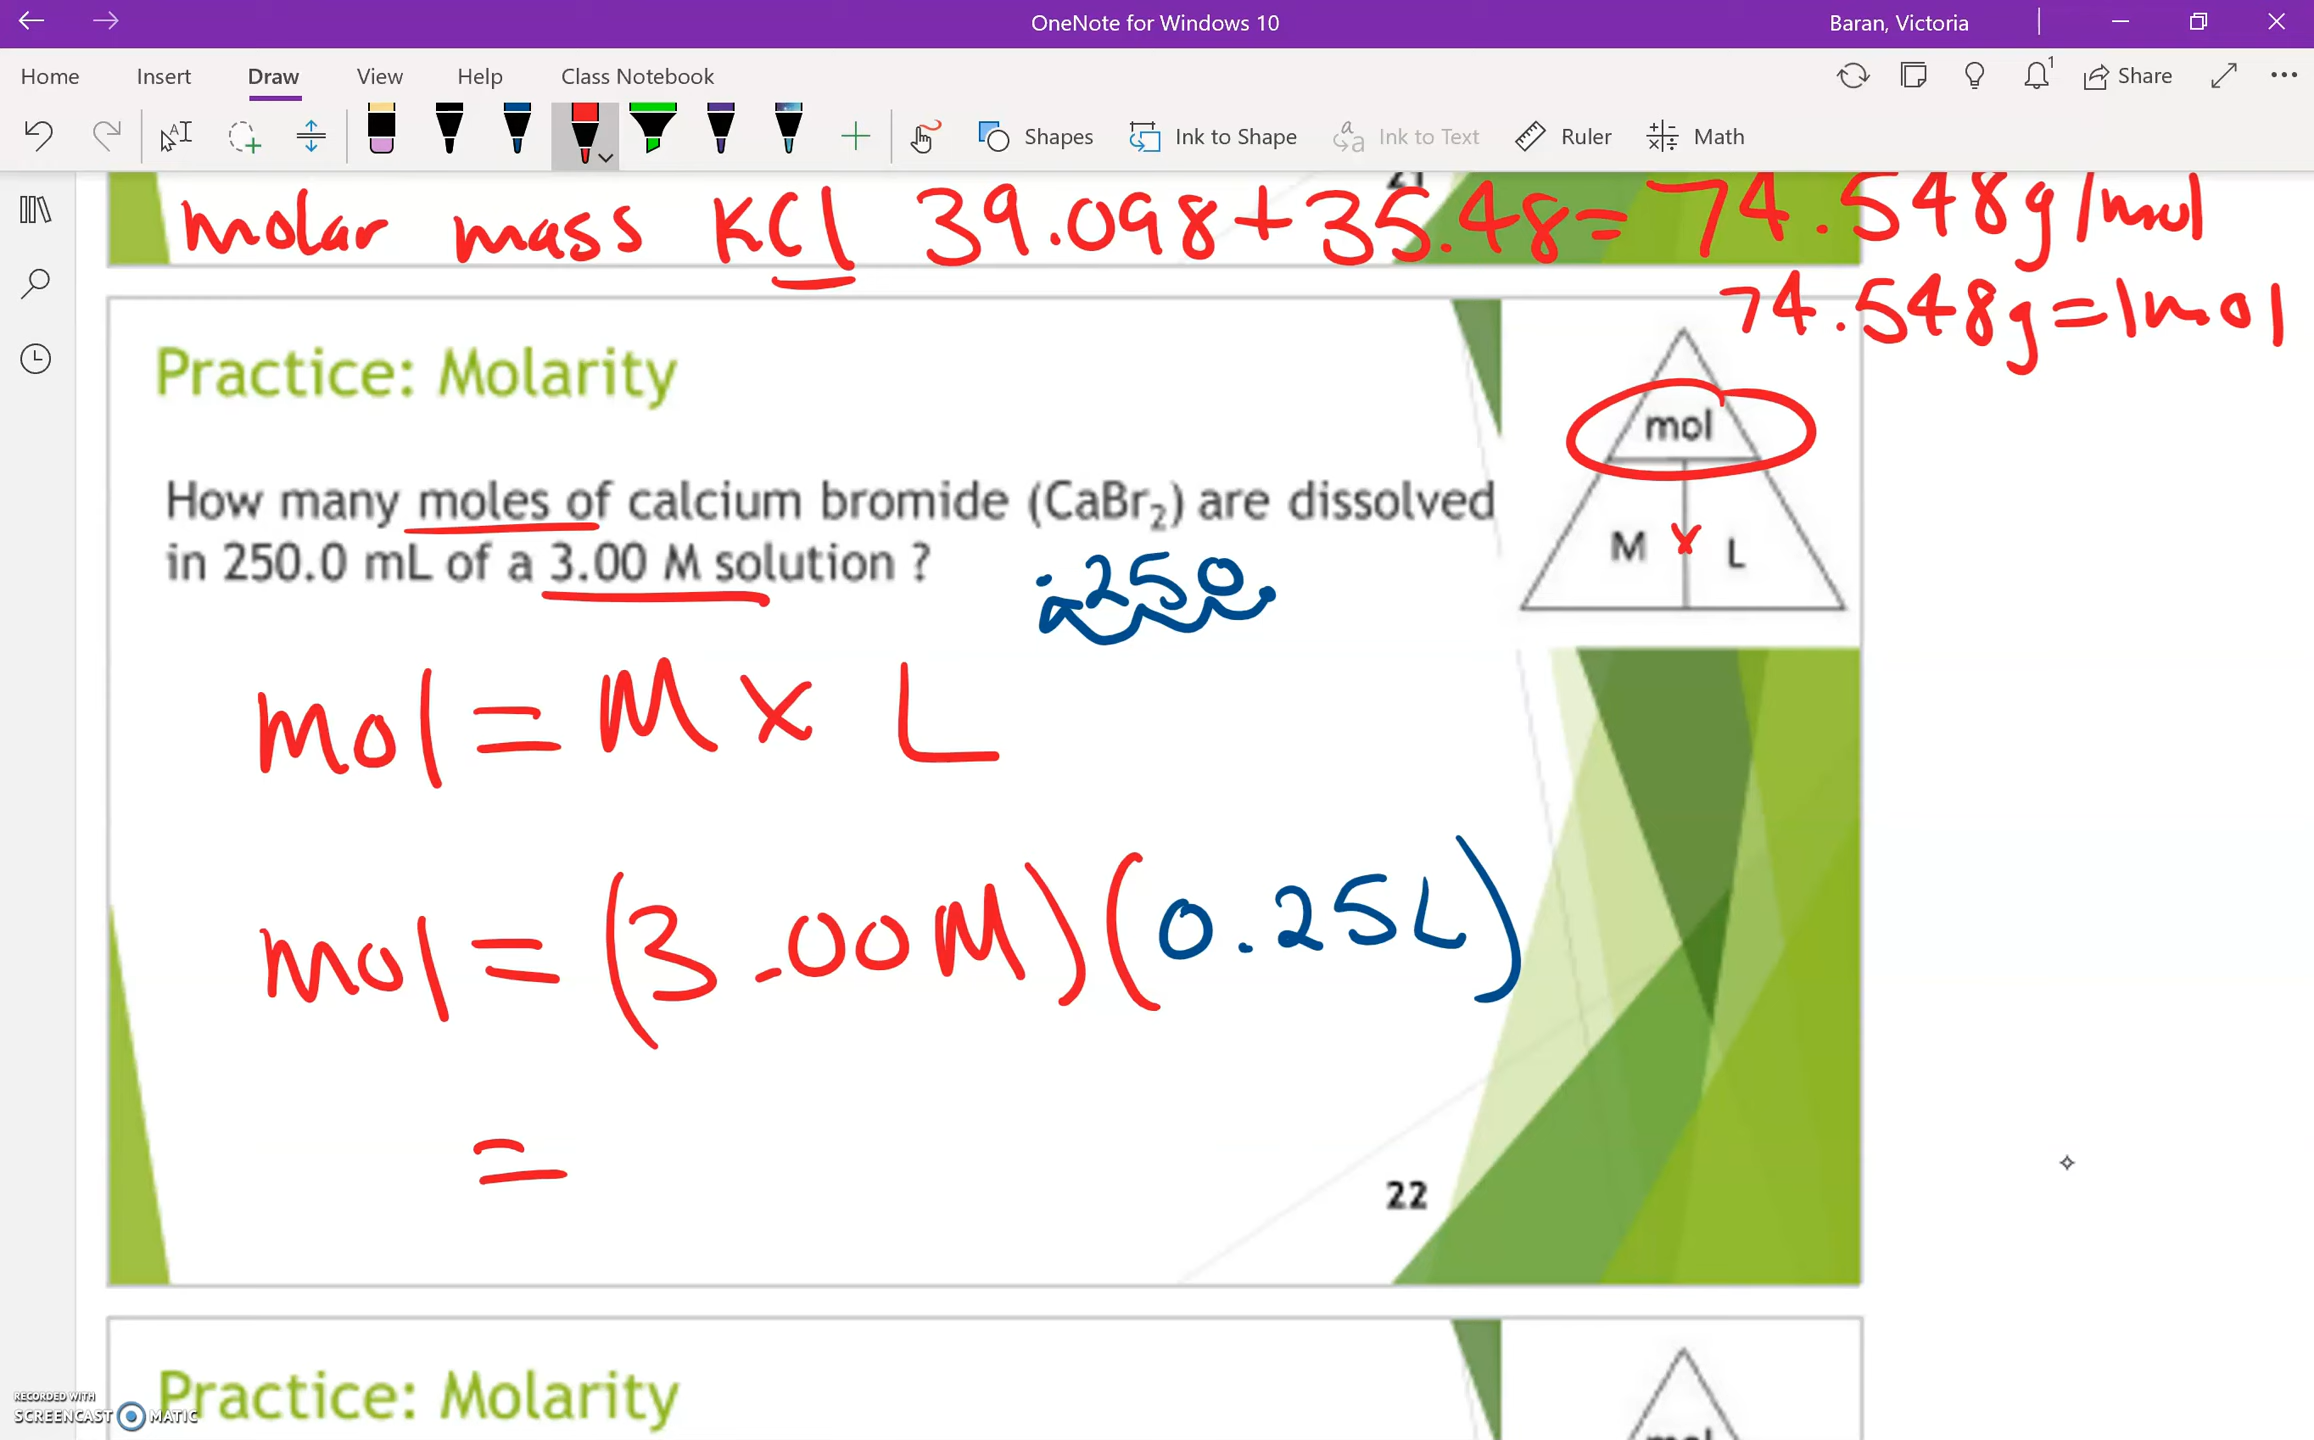 OneNote for Windows 10
Baran, Victoria
Home Insert Draw View Help Class Notebook
1
Share
Shapes Ink to Shape Ink to Text Ruler Math
21
molar mass KCl 39.098+35.48= 74.548g/mol
74.548g=1mol
Practice: Molarity
mol
M x L
How many moles of calcium bromide (CaBr₂) are dissolved
in 250.0 mL of a 3.00 M solution ?
.250.
mol = M x L
mol = (3.00M)(0.25L)
=
22
Practice: Molarity
mol
RECORDED WITH
SCREENCAST MATIC